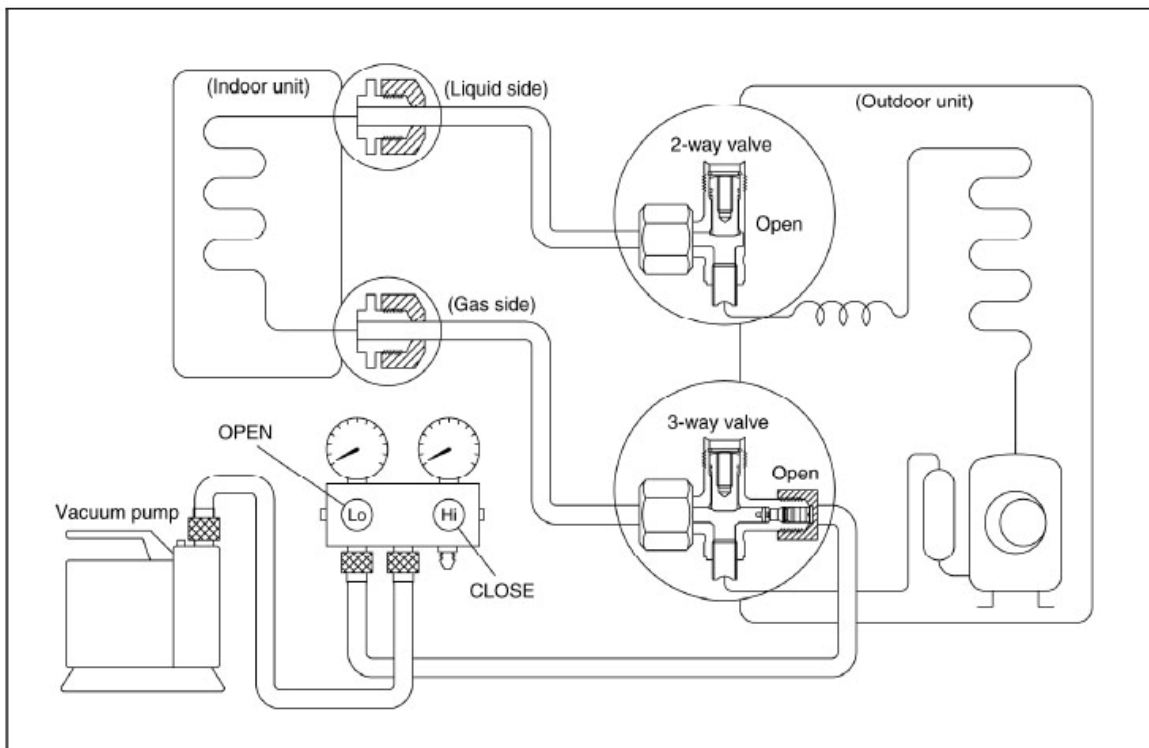 (Indoor unit)
(Liquid side)
(Outdoor unit)
2-way valve
Open
(Gas side)
3-way valve
Open
OPEN
Lo
Hi
Vacuum pump
CLOSE